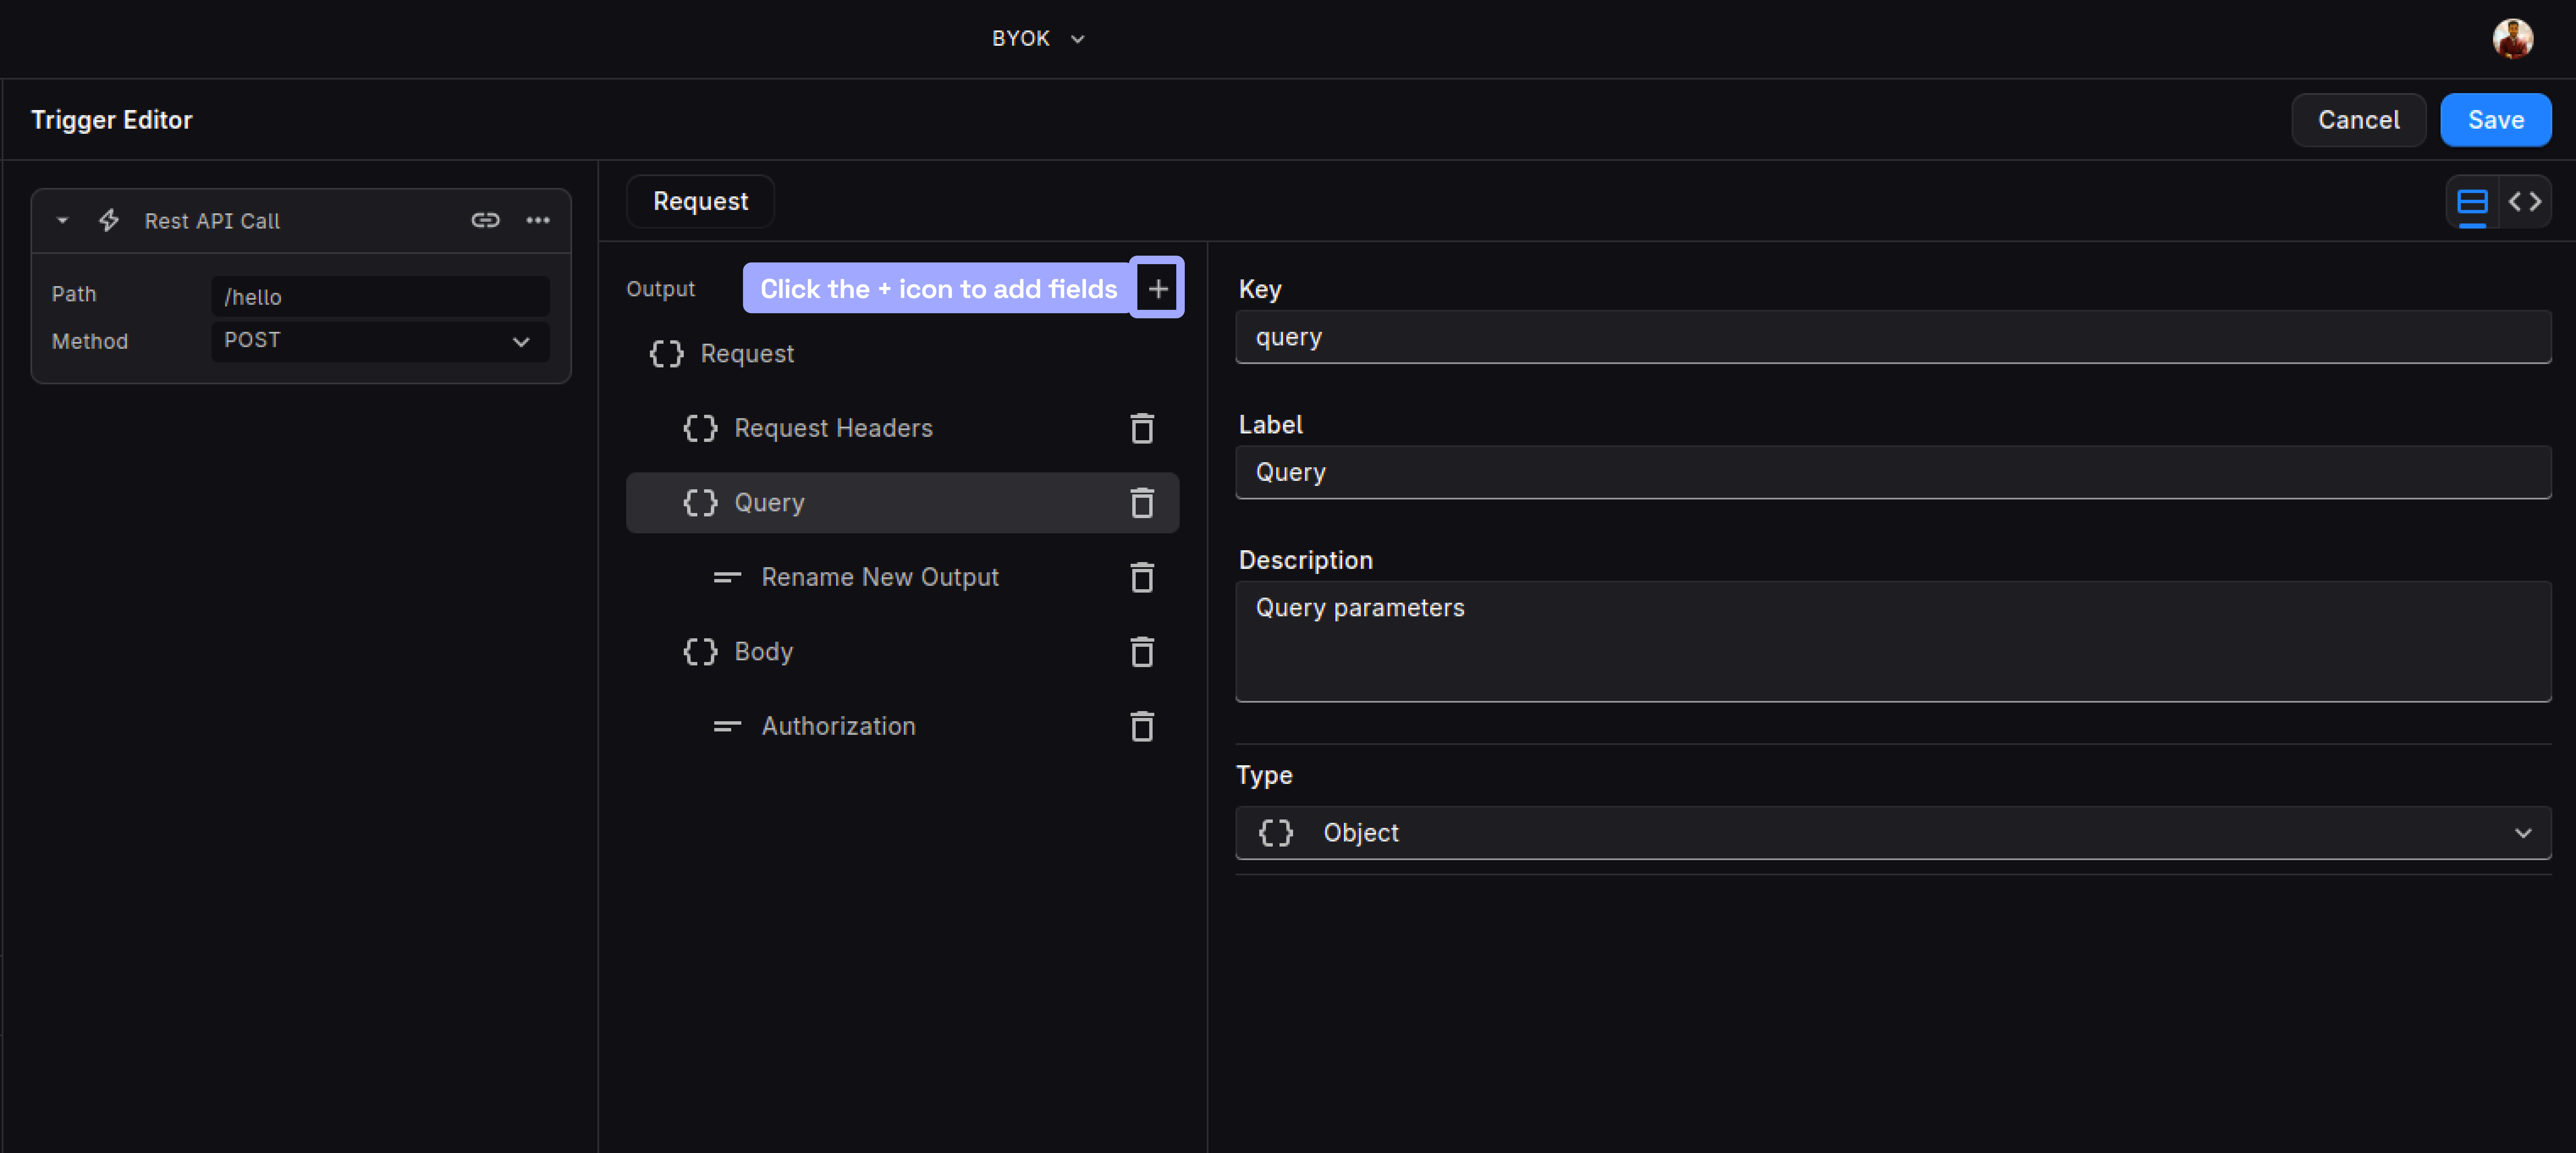 BYOK
Trigger Editor
Cancel
Save
Rest API Call
Path
/hello
Method
POST
Request
Output
Click the + icon to add fields
Request
Request Headers
Query
Rename New Output
Body
Authorization
Key
query
Label
Query
Description
Query parameters
Type
Object